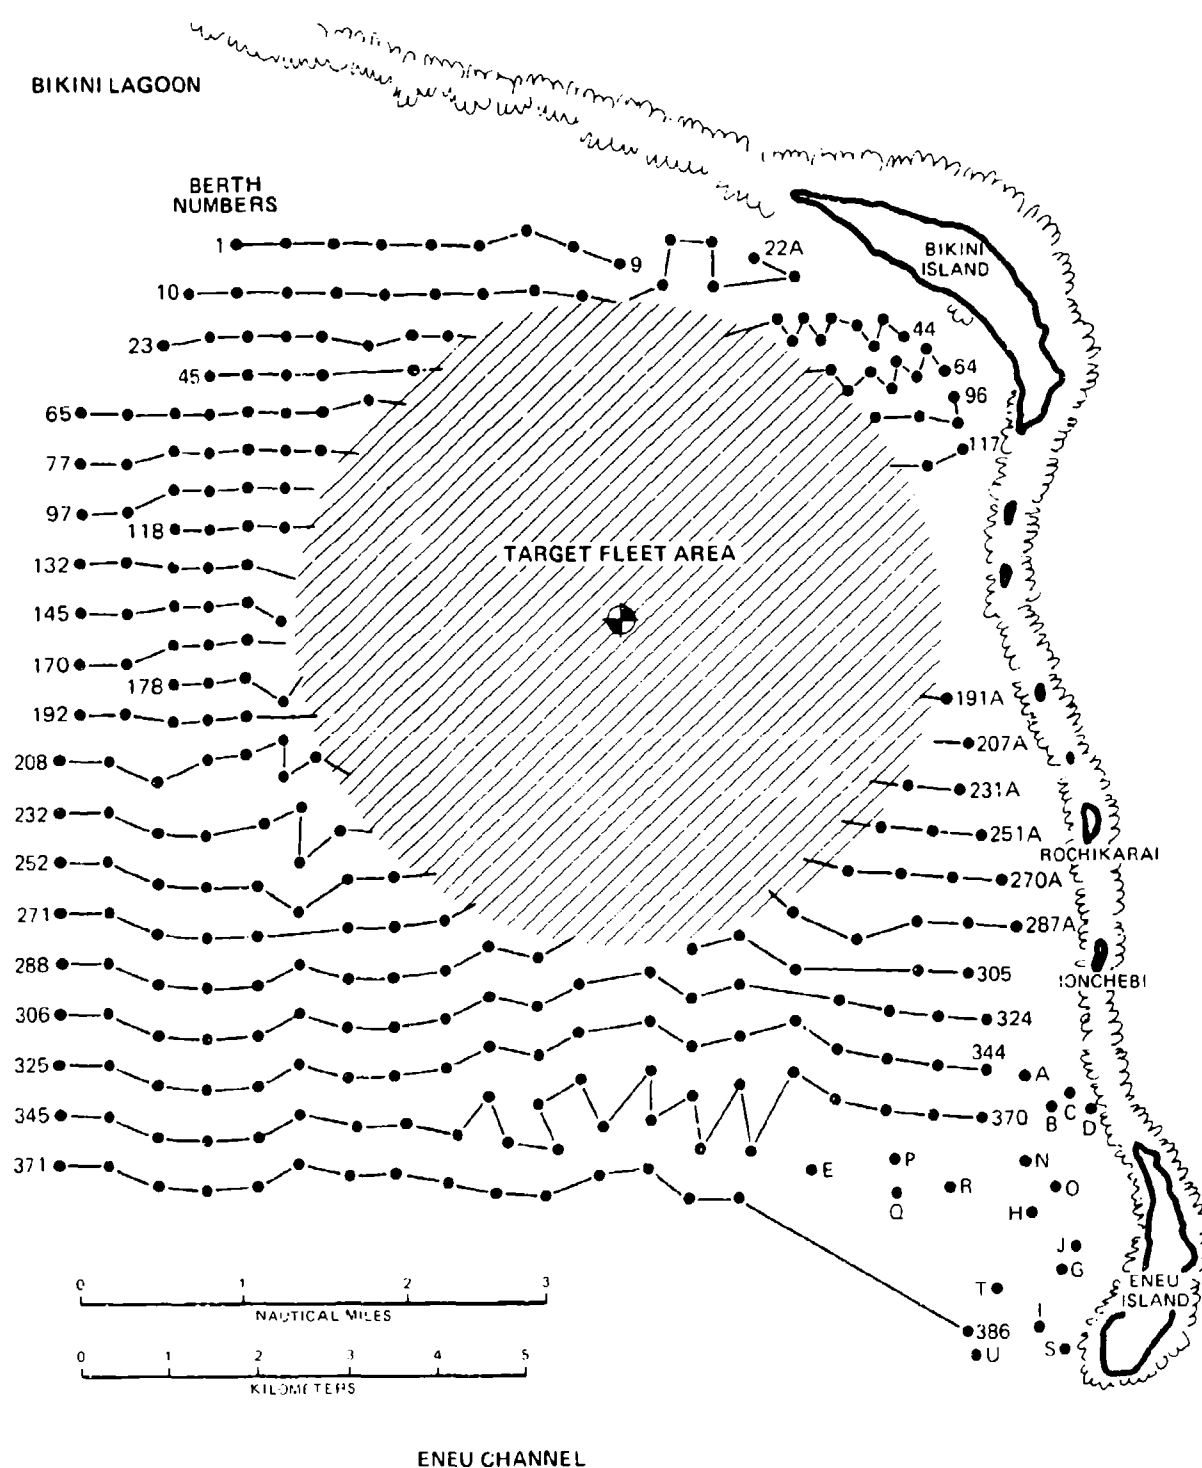 BIKINI LAGOON
BERTH
NUMBERS
1
9
22A
BIKINI
ISLAND
10
23
44
45
64
65
96
77
117
97
118
132
TARGET FLEET AREA
145
170
178
192
191A
208
207A
231A
232
251A
ROCHIKARAI
252
270A
271
287A
288
305
IONCHEBI
306
324
325
344
A
345
370
B
C
D
371
E
P
N
Q
R
O
H
J
G
T
ENEU
ISLAND
I
386
U
S
0 1 2 3
NAUTICAL MILES
0 1 2 3 4 5
KILOMETERS
ENEU CHANNEL